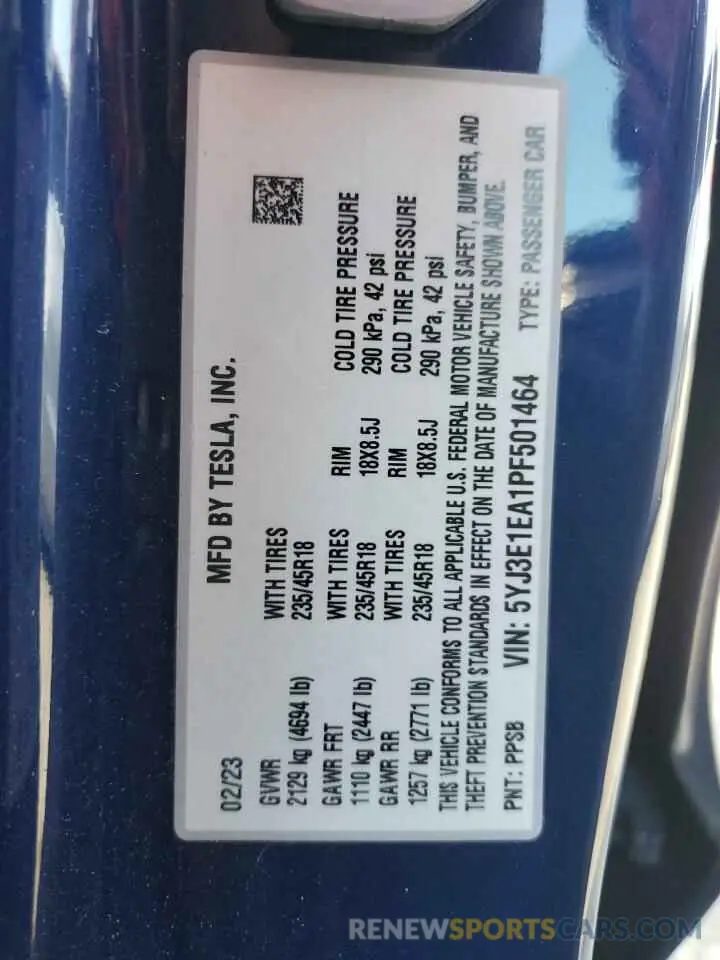 02/23 MFD BY TESLA, INC.
GVWR WITH TIRES
2129 kg (4694 lb) 235/45R18
GAWR FRT WITH TIRES RIM COLD TIRE PRESSURE
1110 kg (2447 lb) 235/45R18 18X8.5J 290 kPa, 42 psi
GAWR RR WITH TIRES RIM COLD TIRE PRESSURE
1257 kg (2771 lb) 235/45R18 18X8.5J 290 kPa, 42 psi
THIS VEHICLE CONFORMS TO ALL APPLICABLE U.S. FEDERAL MOTOR VEHICLE SAFETY, BUMPER, AND
THEFT PREVENTION STANDARDS IN EFFECT ON THE DATE OF MANUFACTURE SHOWN ABOVE.
PNT: PPSB VIN: 5YJ3E1EA1PF501464 TYPE: PASSENGER CAR
RENEWSPORTSCARS.COM